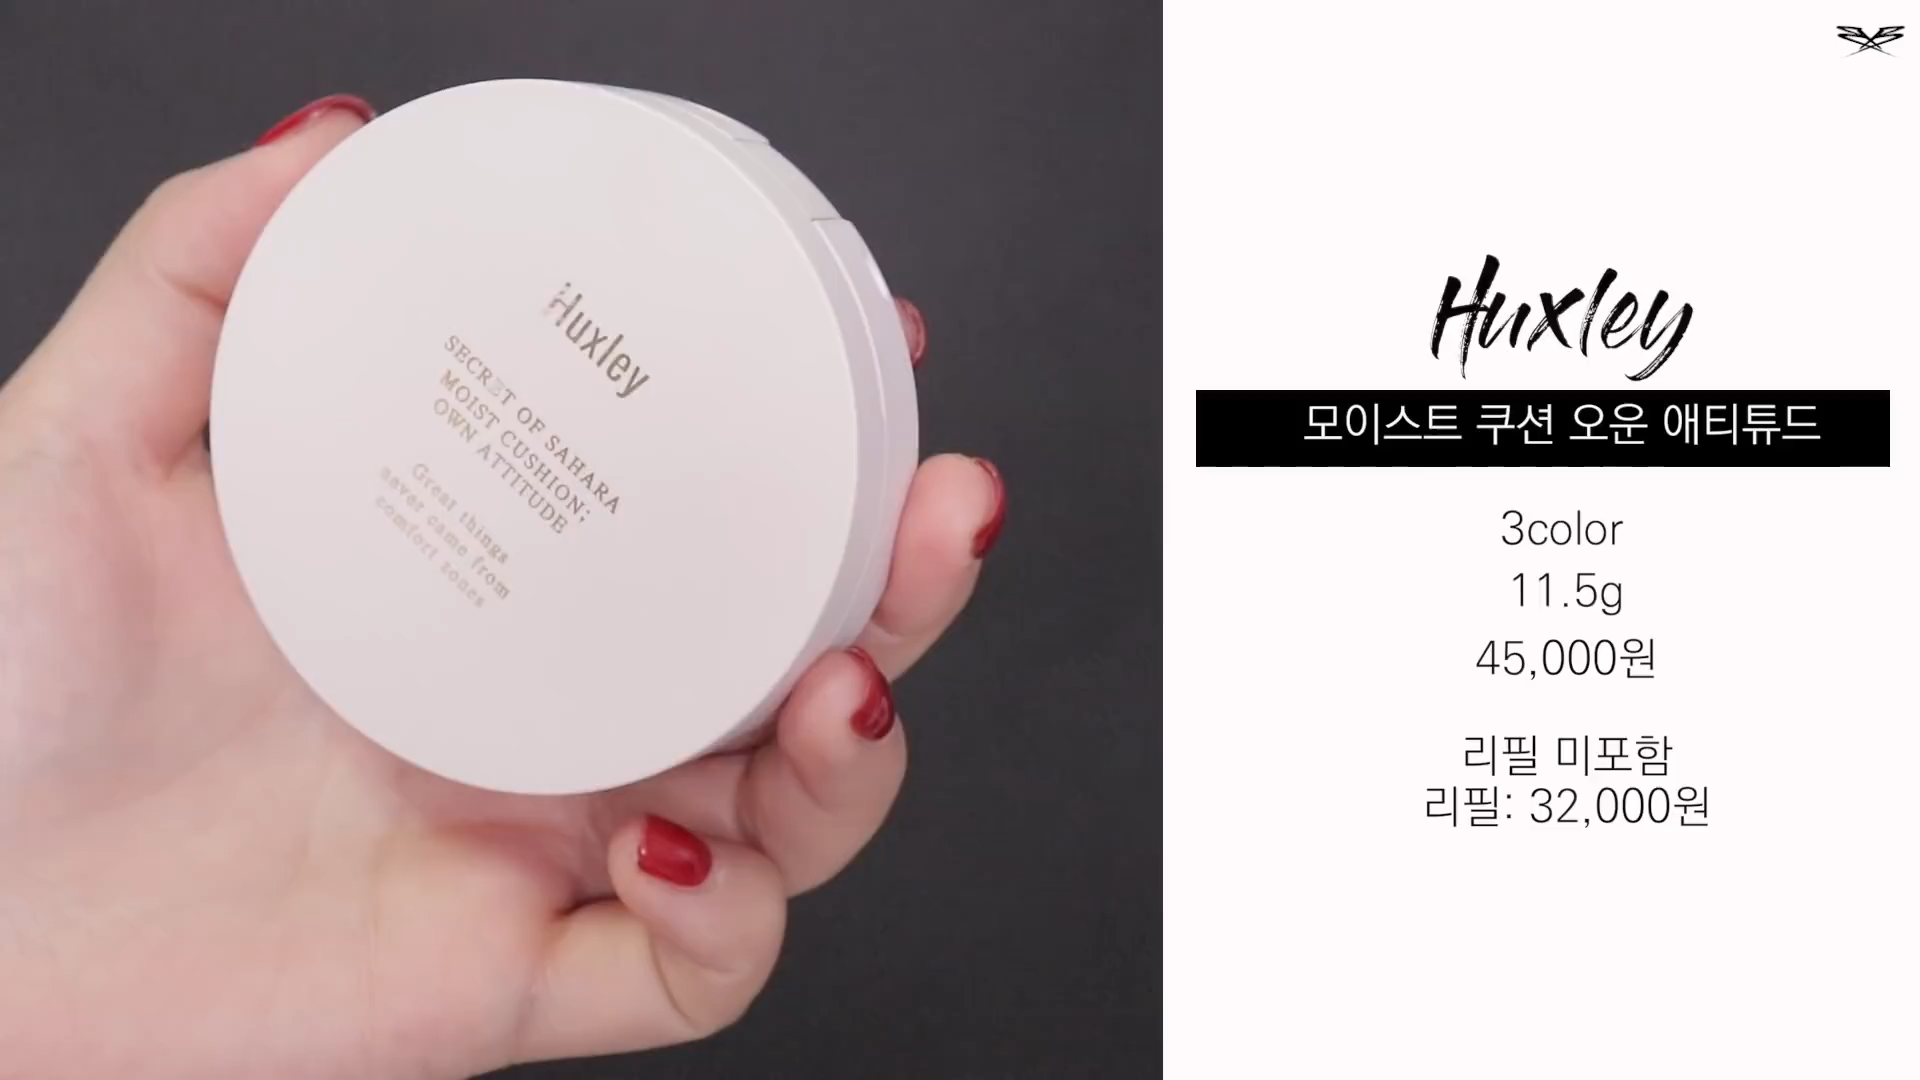 Huxley
SECRET OF SAHARA
MOIST CUSHION;
OWN ATTITUDE
Great things
never came from
comfort zones
Huxley
모이스트 쿠션 오운 애티튜드
3color
11.5g
45,000원
리필 미포함
리필: 32,000원